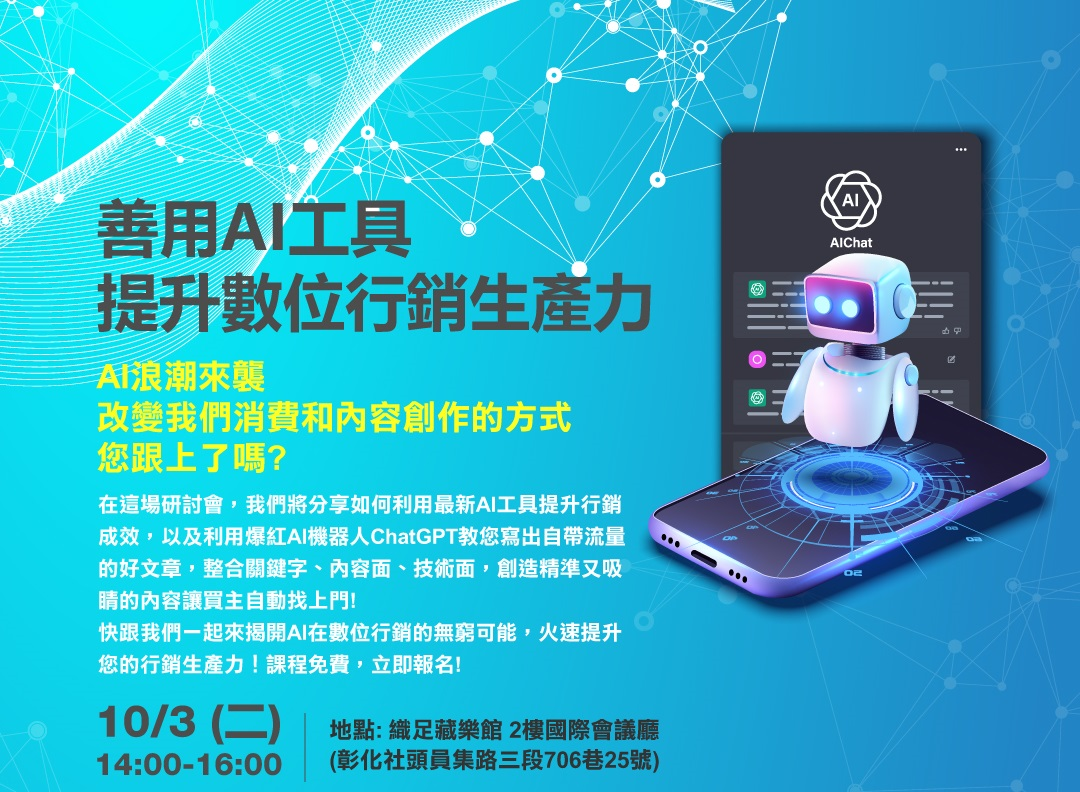 善用AI工具
提升數位行銷生產力
AI浪潮來襲
改變我們消費和內容創作的方式
您跟上了嗎?
在這場研討會，我們將分享如何利用最新AI工具提升行銷
成效，以及利用爆紅AI機器人ChatGPT教您寫出自帶流量
的好文章，整合關鍵字、內容面、技術面，創造精準又吸
睛的內容讓買主自動找上門!
快跟我們一起來揭開AI在數位行銷的無窮可能，火速提升
您的行銷生產力！課程免費，立即報名!
10/3 (二)
14:00-16:00
地點: 織足藏樂館 2樓國際會議廳
(彰化社頭員集路三段706巷25號)
AI
AIChat
02